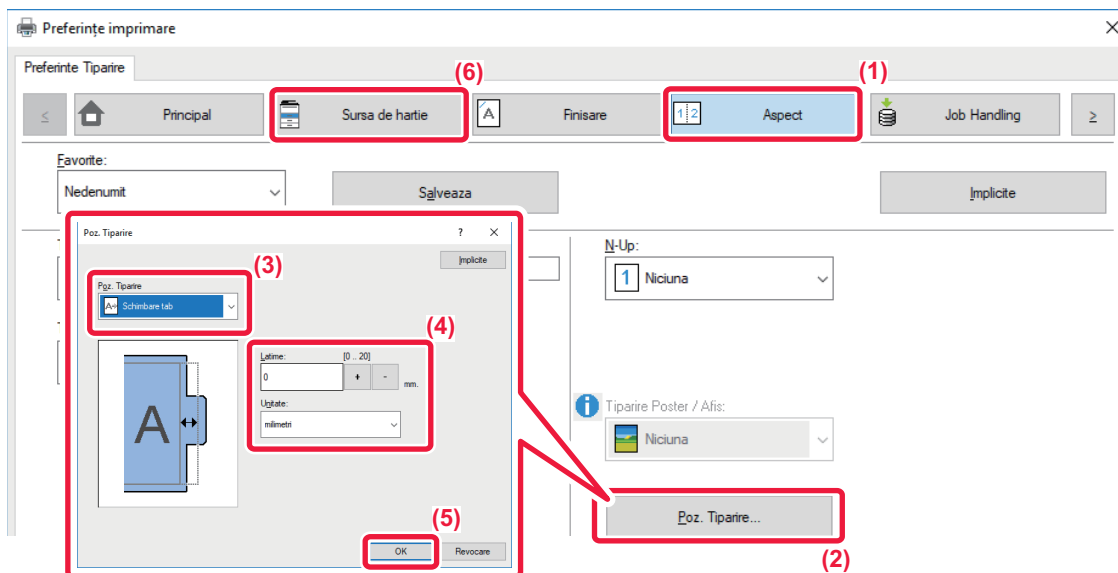 Preferințe imprimare
Preferinte Tiparire
(6)
(1)
<
Principal
Sursa de hartie
A
Finisare
1 2
Aspect
Job Handling
>
Favorite:
Nedenumit
Salveaza
Implicite
Poz. Tiparire
?
Implicite
(3)
Poz. Tiparire
A
Schimbare tab
(4)
Latime:
[0 .. 20]
0
+
-
mm.
Unitate:
milimetri
A
(5)
OK
Revocare
N-Up:
1
Niciuna
Tiparire Poster / Afis:
Niciuna
Poz. Tiparire...
(2)